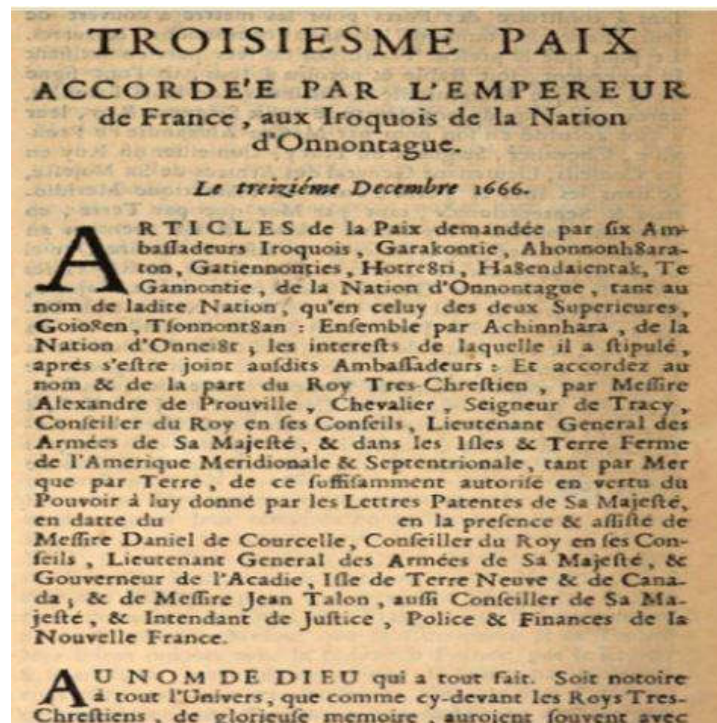 TROISIESME PAIX
ACCORDE'E PAR L'EMPEREUR
de France, aux Iroquois de la Nation
d'Onnontague.
Le treiziéme Decembre 1666.
ARTICLES de la Paix demandée par ſix Am-
baſſadeurs Iroquois, Garakontie, Ahonnonh8ara-
ton, Gatiennonties, Hotre8ti, Ha8endaientak, Te
Gannontie, de la Nation d'Onnontague, tant au
nom de ladite Nation, qu'en celuy des deux Superieures,
Goio8en, Tſonnont8an : Enſemble par Achinnhara, de la
Nation d'Onnei8t ; les intereſts de laquelle il a ſtipulé,
aprés s'eſtre joint auſdits Ambaſſadeurs : Et accordez au
nom & de la part du Roy Tres-Chreſtien, par Meſſire
Alexandre de Prouville, Chevalier, Seigneur de Tracy,
Conſeiller du Roy en ſes Conſeils, Lieutenant General des
Armées de Sa Majeſté, & dans les Iſles & Terre Ferme
de l'Amerique Meridionale & Septentrionale, tant par Mer
que par Terre, de ce ſuffiſamment autoriſe en vertu du
Pouvoir à luy donné par les Lettres Patentes de Sa Majeſté,
en datte du en la preſence & aſſiſté de
Meſſire Daniel de Courcelle, Conſeiller du Roy en ſes Con-
ſeils, Lieutenant General des Armées de Sa Majeſté, &
Gouverneur de l'Acadie, Iſle de Terre Neuve & de Cana-
da ; & de Meſſire Jean Talon, auſſi Conſeiller de Sa Ma-
jeſté, & Intendant de Juſtice, Police & Finances de la
Nouvelle France.
AU NOM DE DIEU qui a tout fait. Soit notoire
à tout l'Univers, que comme cy-devant les Roys Tres-
Chreſtiens, de glorieuſe memoire, auroient ſouvent avec